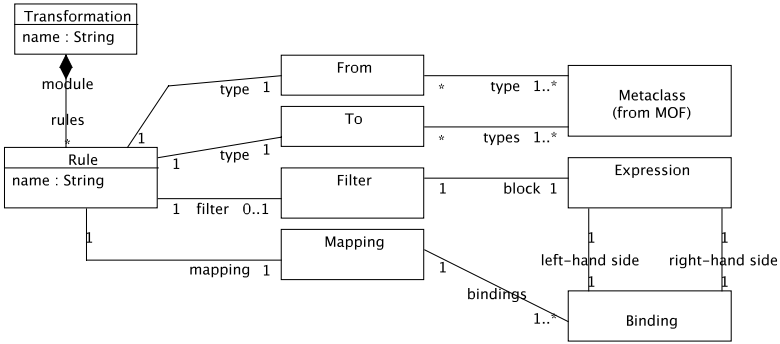 Transformation
name : String
module
rules
*
Rule
name : String
1
type 1
From
* type 1..*
Metaclass
(from MOF)
1
type 1
To
* types 1..*
1 filter 0..1
Filter
1 block 1
Expression
1
mapping 1
Mapping
1
bindings
1..*
1
left-hand side
1
1
right-hand side
1
Binding